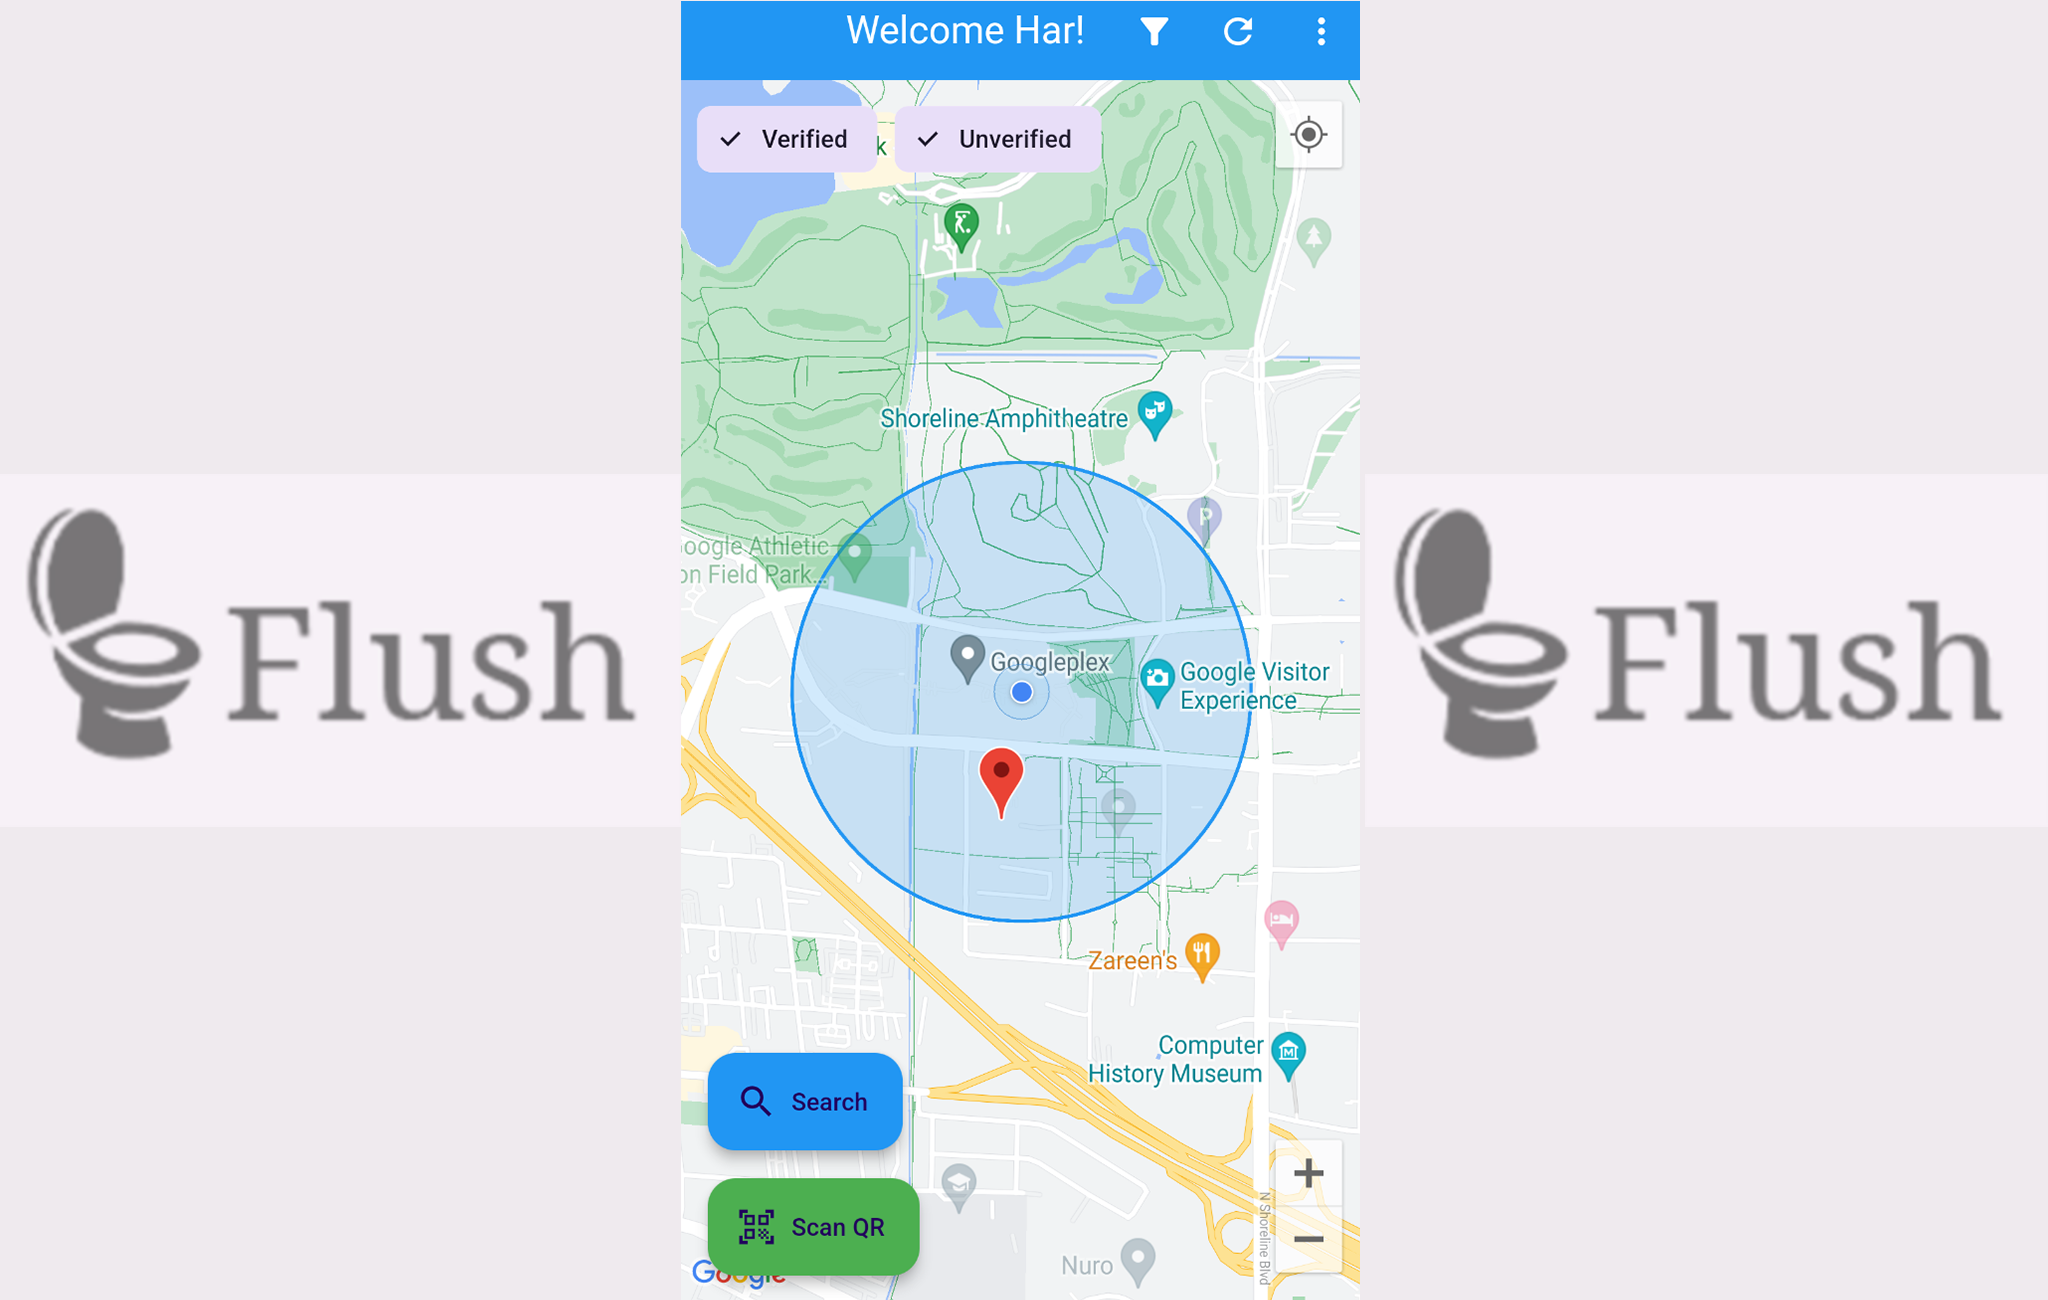 Welcome Har!
Verified
k
Unverified
Shoreline Amphitheatre
P
oogle Athletic
on Field Park...
Googleplex
Google Visitor
Experience
Flush
Flush
Zareen's
Computer
History Museum
M
Search
Scan QR
Google
Nuro
N Shoreline Blvd